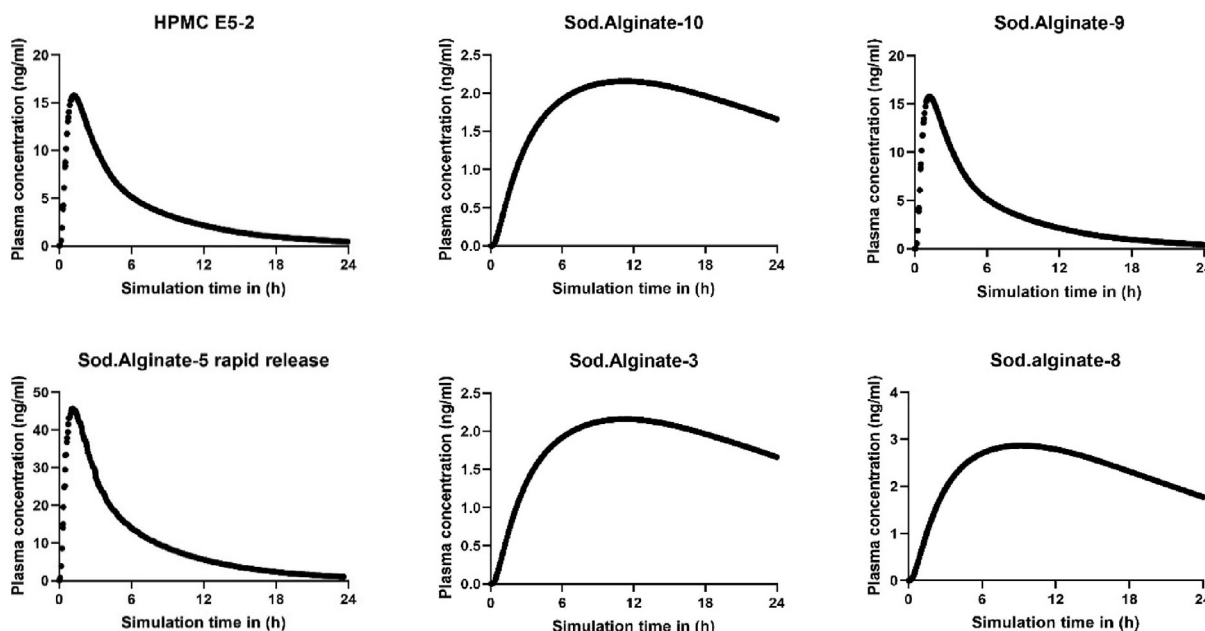 HPMC E5-2
Plasma concentration (ng/ml)
20
15
10
5
0
0 6 12 18 24
Simulation time in (h)
Sod.Alginate-10
Plasma concentration (ng/ml)
2.5
2.0
1.5
1.0
0.5
0.0
0 6 12 18 24
Simulation time in (h)
Sod.Alginate-9
Plasma concentration (ng/ml)
20
15
10
5
0
0 6 12 18 24
Simulation time in (h)
Sod.Alginate-5 rapid release
Plasma concentration (ng/ml)
50
40
30
20
10
0
0 6 12 18 24
Simulation time in (h)
Sod.Alginate-3
Plasma concentration (ng/ml)
2.5
2.0
1.5
1.0
0.5
0.0
0 6 12 18 24
Simulation time in (h)
Sod.alginate-8
Plasma concentration (ng/ml)
4
3
2
1
0
0 6 12 18 24
Simulation time in (h)